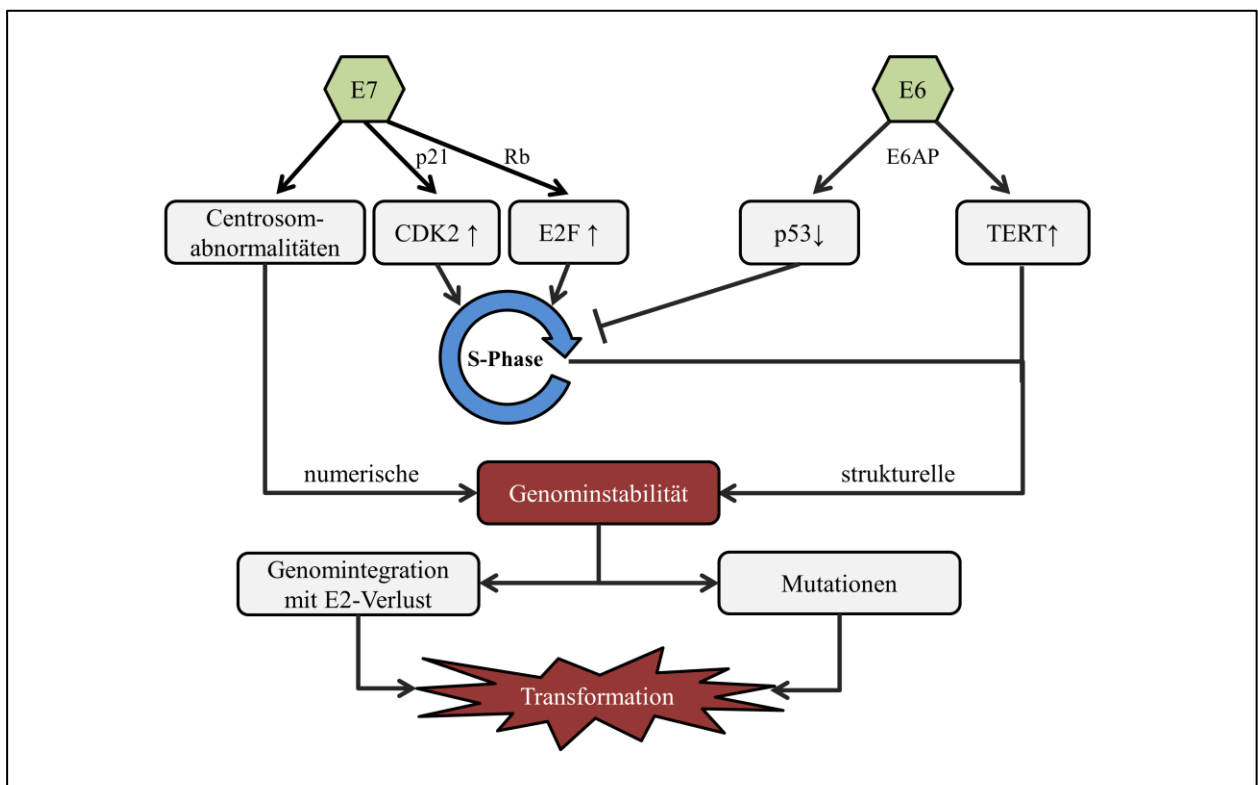 E7
E6
p21
Rb
E6AP
Centrosom-
abnormalitäten
CDK2 ↑
E2F ↑
p53↓
TERT↑
S-Phase
numerische
Genominstabilität
strukturelle
Genomintegration
mit E2-Verlust
Mutationen
Transformation